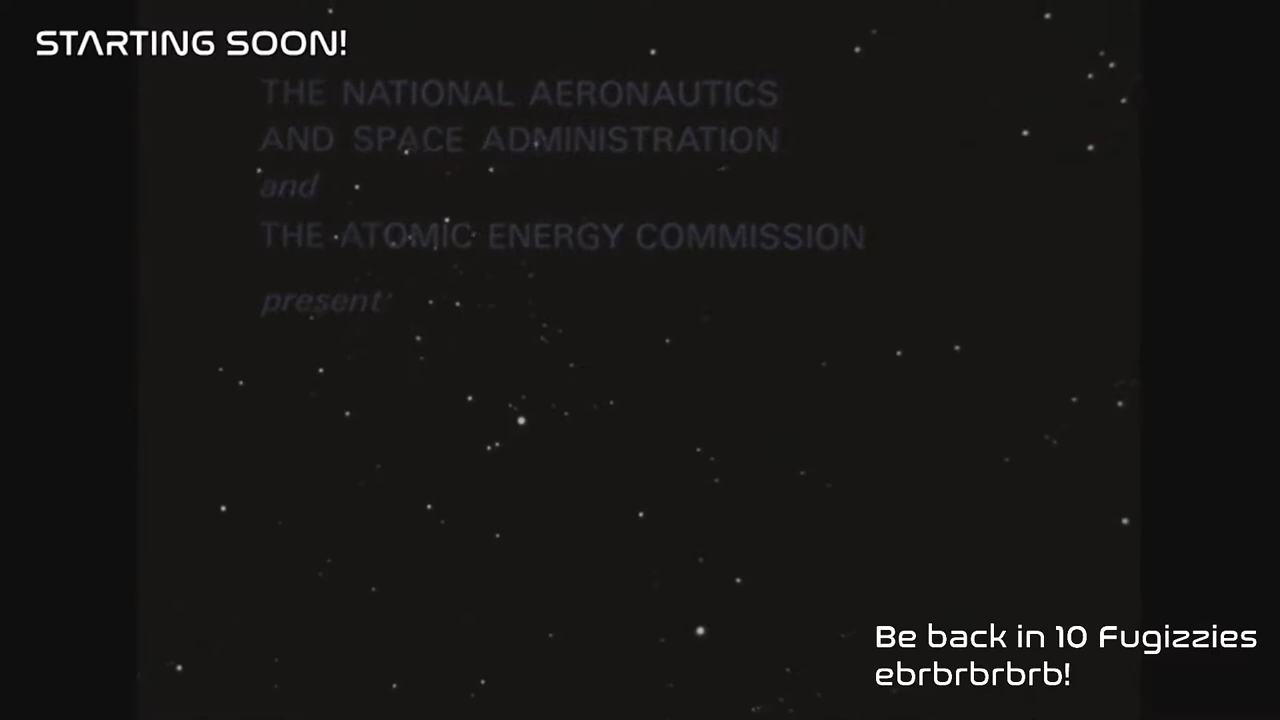 STARTING SOON!
THE NATIONAL AERONAUTICS
AND SPACE ADMINISTRATION
and
THE ATOMIC ENERGY COMMISSION
present
Be back in 10 Fugizzies
ebrbrbrbrb!